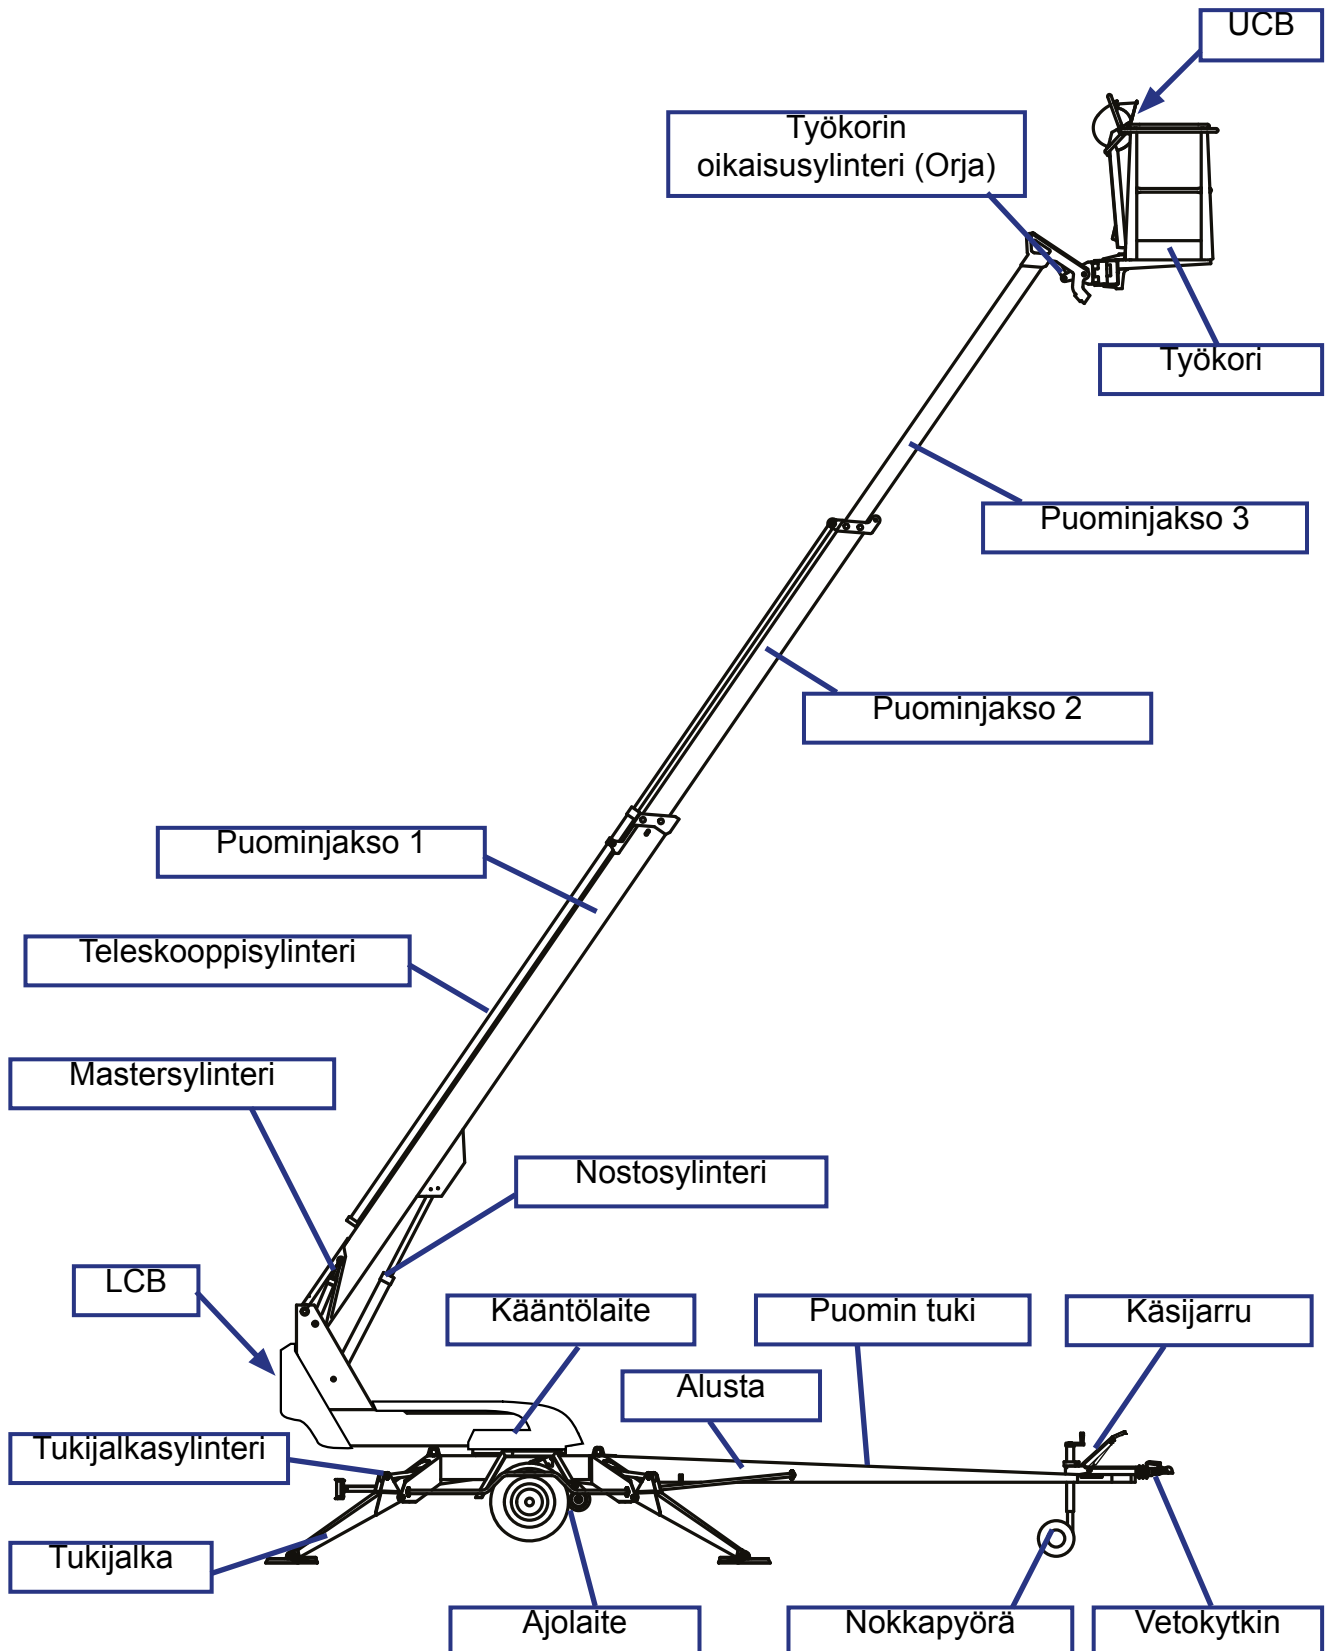 UCB
Työkorin
oikaisusylinteri (Orja)
Työkori
Puominjakso 3
Puominjakso 2
Puominjakso 1
Teleskooppisylinteri
Mastersylinteri
Nostosylinteri
LCB
Kääntölaite
Puomin tuki
Käsijarru
Alusta
Tukijalkasylinteri
Tukijalka
Ajolaite
Nokkapyörä
Vetokytkin